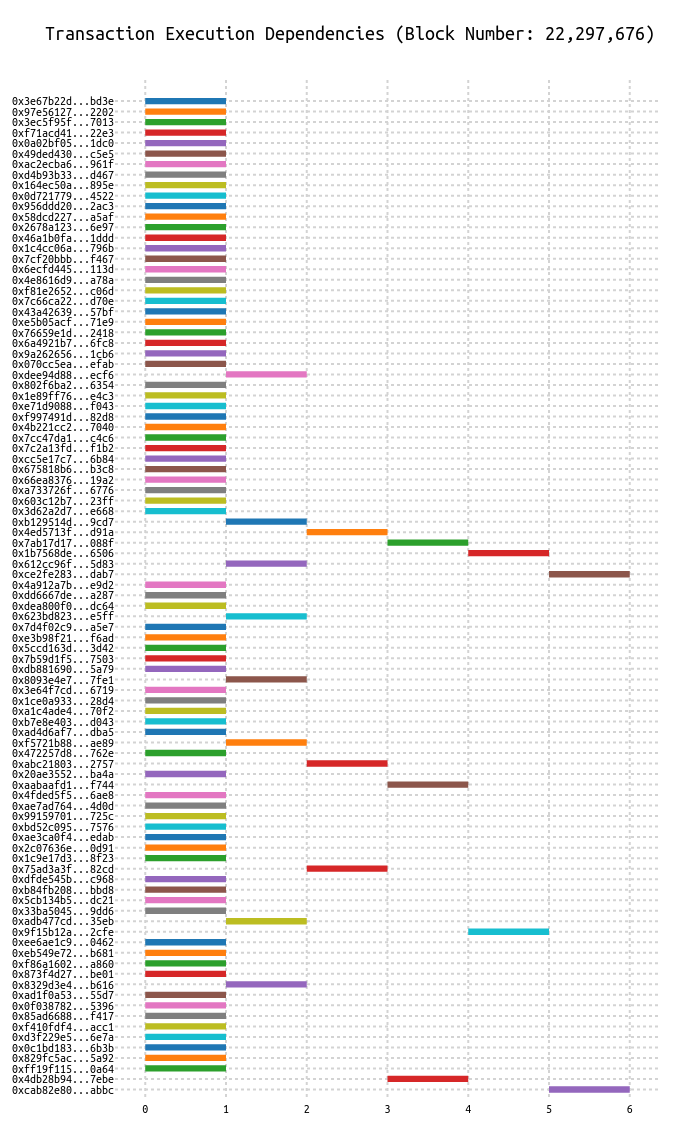 Transaction Execution Dependencies (Block Number: 22,297,676)
0x3e67b22d...bd3e
0x97e56127...2202
0x3ec5f95f...7013
0xf71acd41...22e3
0x0a02bf05...1dc0
0x49ded430...c5e5
0xac2ecba6...961f
0xd4b93b33...d467
0x164ec50a...895e
0x0d721779...4522
0x956ddd20...2ac3
0x58dcd227...a5af
0x2678a123...6e97
0x46a1b0fa...1ddd
0x1c4cc06a...796b
0x7cf20bbb...f467
0x6ecfd445...113d
0x4e8616d9...a78a
0xf81e2652...c06d
0x7c66ca22...d70e
0x43a42639...57bf
0xe5b05acf...71e9
0x76659e1d...2418
0x6a4921b7...6fc8
0x9a262656...1cb6
0x070cc5ea...efab
0xdee94d88...ecf6
0x802f6ba2...6354
0x1e89ff76...e4c3
0xe71d9088...f043
0xf997491d...82d8
0x4b221cc2...7040
0x7cc47da1...c4c6
0x7c2a13fd...f1b2
0xcc5e17c7...6b84
0x675818b6...b3c8
0x66ea8376...19a2
0xa733726f...6776
0x603c12b7...23ff
0x3d62a2d7...e668
0xb129514d...9cd7
0x4ed5713f...d91a
0x7ab17d17...088f
0x1b7568de...6506
0x612cc96f...5d83
0xce2fe283...dab7
0x4a912a7b...e9d2
0xdd6667de...a287
0xdea800f0...dc64
0x623bd823...e5ff
0x7d4f02c9...a5e7
0xe3b98f21...f6ad
0x5ccd163d...3d42
0x7b59d1f5...7503
0xdb881690...5a79
0x8093e4e7...7fe1
0x3e64f7cd...6719
0x1ce0a933...28d4
0xa1c4ade4...70f2
0xb7e8e403...d043
0xad4d6af7...dba5
0xf5721b88...ae89
0x472257d8...762e
0xabc21803...2757
0x20ae3552...ba4a
0xaabaafd1...f744
0x4fded5f5...6ae8
0xae7ad764...4d0d
0x99159701...725c
0xbd52c095...7576
0xae3ca0f4...edab
0x2c07636e...0d91
0x1c9e17d3...8f23
0x75ad3a3f...82cd
0xdfde545b...c968
0xb84fb208...bbd8
0x5cb134b5...dc21
0x33ba5045...9dd6
0xadb477cd...35eb
0x9f15b12a...2cfe
0xee6ae1c9...0462
0xeb549e72...b681
0xf86a1602...a860
0x873f4d27...be01
0x8329d3e4...b616
0xad1f0a53...55d7
0x0f038782...5396
0x85ad6688...f417
0xf410fdf4...acc1
0xd3f229e5...6e7a
0x0c1bd183...6b3b
0x829fc5ac...5a92
0xff19f115...0a64
0x4db28b94...7ebe
0xcab82e80...abbc
0 1 2 3 4 5 6